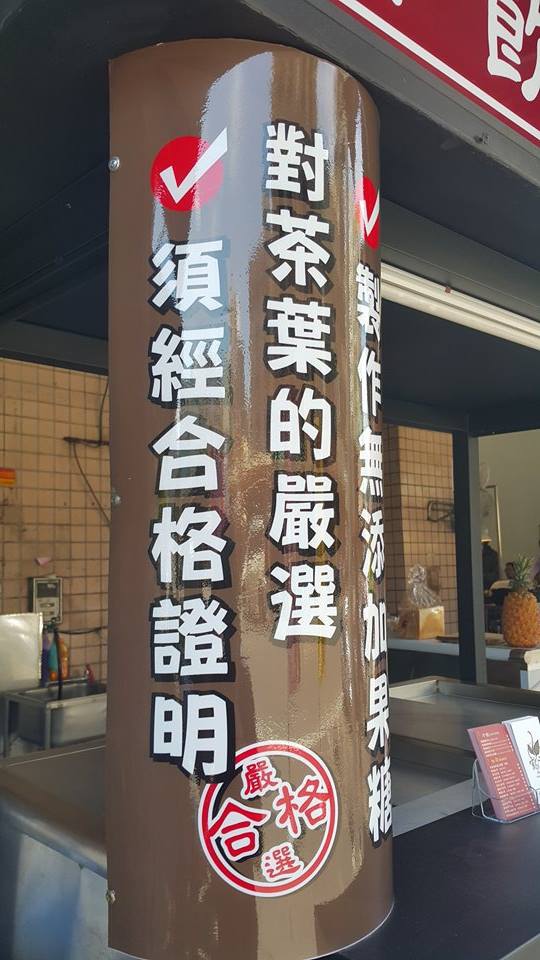 製作無添加果糖
對茶葉的嚴選
須經合格證明
嚴選
合格
飲